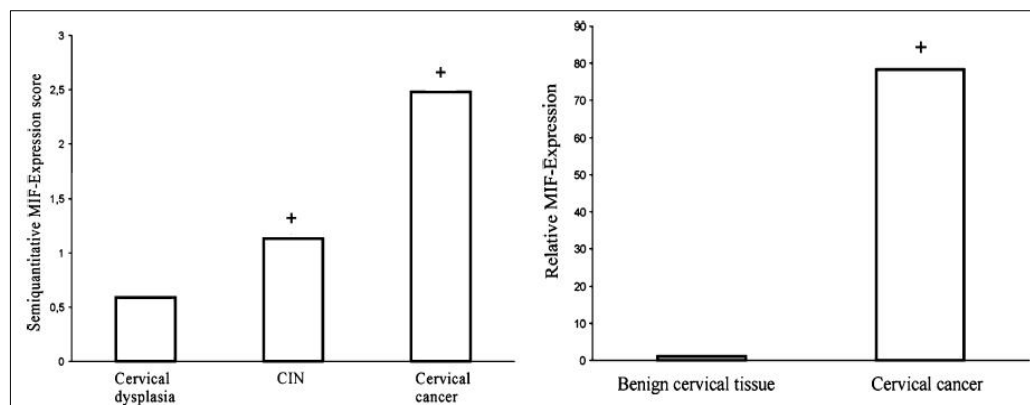 Semiquantitative MIF-Expression score
3
2,5
2
1,5
1
0,5
0
+
+
Cervical
dysplasia
CIN
Cervical
cancer
Relative MIF-Expression
90
80
70
60
50
40
30
20
10
0
+
Benign cervical tissue
Cervical cancer